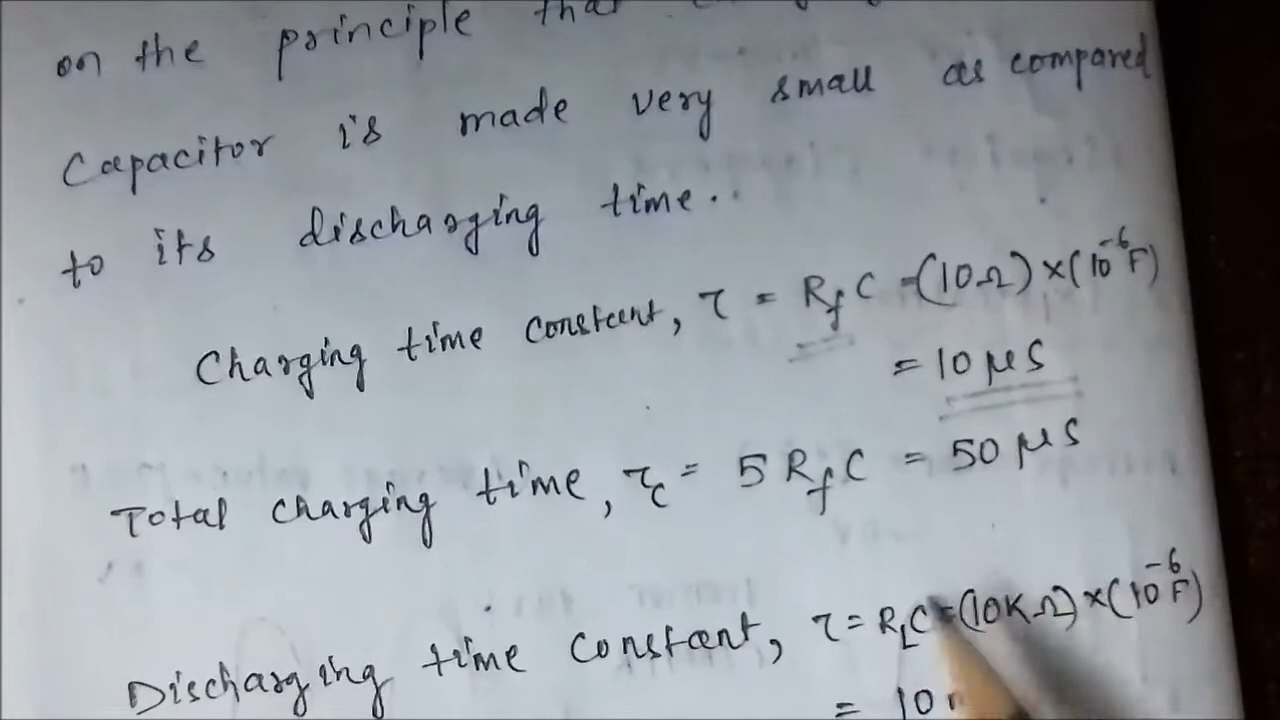 on the principle that
Capacitor is made very small as compared
to its discharging time..
Charging time constant, τ = R_f C = (10Ω) × (10⁻⁶F)
= 10 μs
Total charging time, τ_c = 5 R_f C = 50 μs
Discharging time constant, τ = R_L C = (10KΩ) × (10⁻⁶F)
= 10